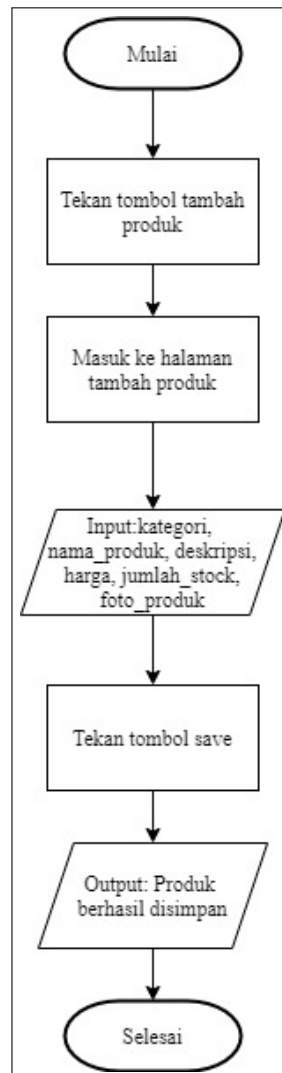 Mulai
Tekan tombol tambah
produk
Masuk ke halaman
tambah produk
Input:kategori,
nama_produk, deskripsi,
harga, jumlah_stock,
foto_produk
Tekan tombol save
Output: Produk
berhasil disimpan
Selesai